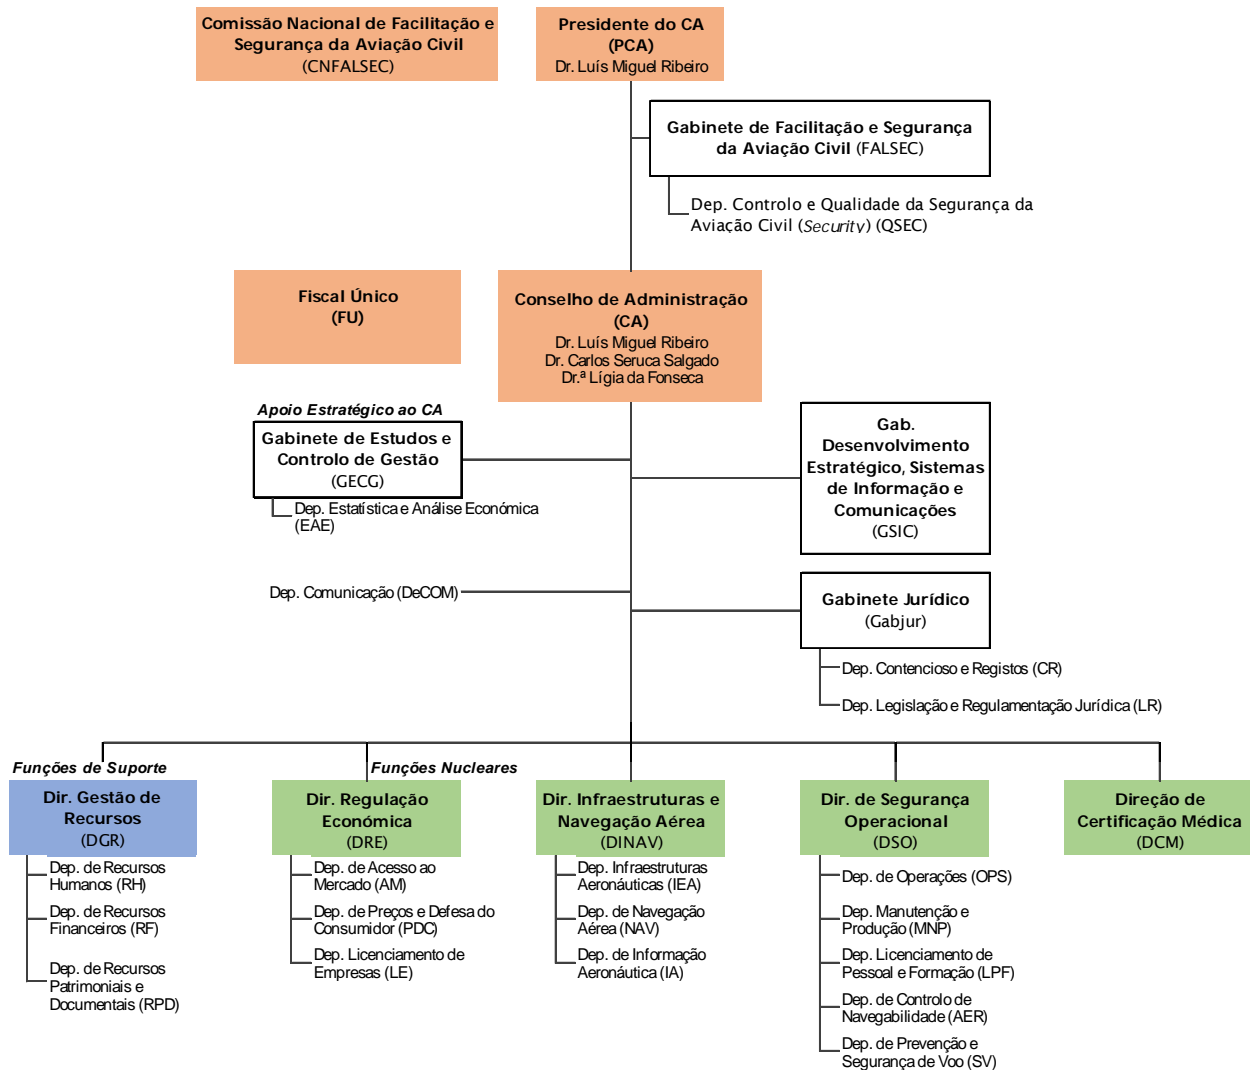 Comissão Nacional de Facilitação e
Segurança da Aviação Civil
(CNFALSEC)
Presidente do CA
(PCA)
Dr. Luís Miguel Ribeiro
Gabinete de Facilitação e Segurança
da Aviação Civil (FALSEC)
Dep. Controlo e Qualidade da Segurança da
Aviação Civil (Security) (QSEC)
Fiscal Único
(FU)
Conselho de Administração
(CA)
Dr. Luís Miguel Ribeiro
Dr. Carlos Seruca Salgado
Dr.ª Lígia da Fonseca
Apoio Estratégico ao CA
Gabinete de Estudos e
Controlo de Gestão
(GECG)
Dep. Estatística e Análise Económica
(EAE)
Gab.
Desenvolvimento
Estratégico, Sistemas
de Informação e
Comunicações
(GSIC)
Dep. Comunicação (DeCOM)
Gabinete Jurídico
(Gabjur)
Dep. Contencioso e Registos (CR)
Dep. Legislação e Regulamentação Jurídica (LR)
Funções de Suporte
Funções Nucleares
Dir. Gestão de
Recursos
(DGR)
Dep. de Recursos
Humanos (RH)
Dep. de Recursos
Financeiros (RF)
Dep. de Recursos
Patrimoniais e
Documentais (RPD)
Dir. Regulação
Económica
(DRE)
Dep. de Acesso ao
Mercado (AM)
Dep. de Preços e Defesa do
Consumidor (PDC)
Dep. Licenciamento de
Empresas (LE)
Dir. Infraestruturas e
Navegação Aérea
(DINAV)
Dep. Infraestruturas
Aeronáuticas (IEA)
Dep. de Navegação
Aérea (NAV)
Dep. de Informação
Aeronáutica (IA)
Dir. de Segurança
Operacional
(DSO)
Dep. de Operações (OPS)
Dep. Manutenção e
Produção (MNP)
Dep. Licenciamento de
Pessoal e Formação (LPF)
Dep. de Controlo de
Navegabilidade (AER)
Dep. de Prevenção e
Segurança de Voo (SV)
Direção de
Certificação Médica
(DCM)